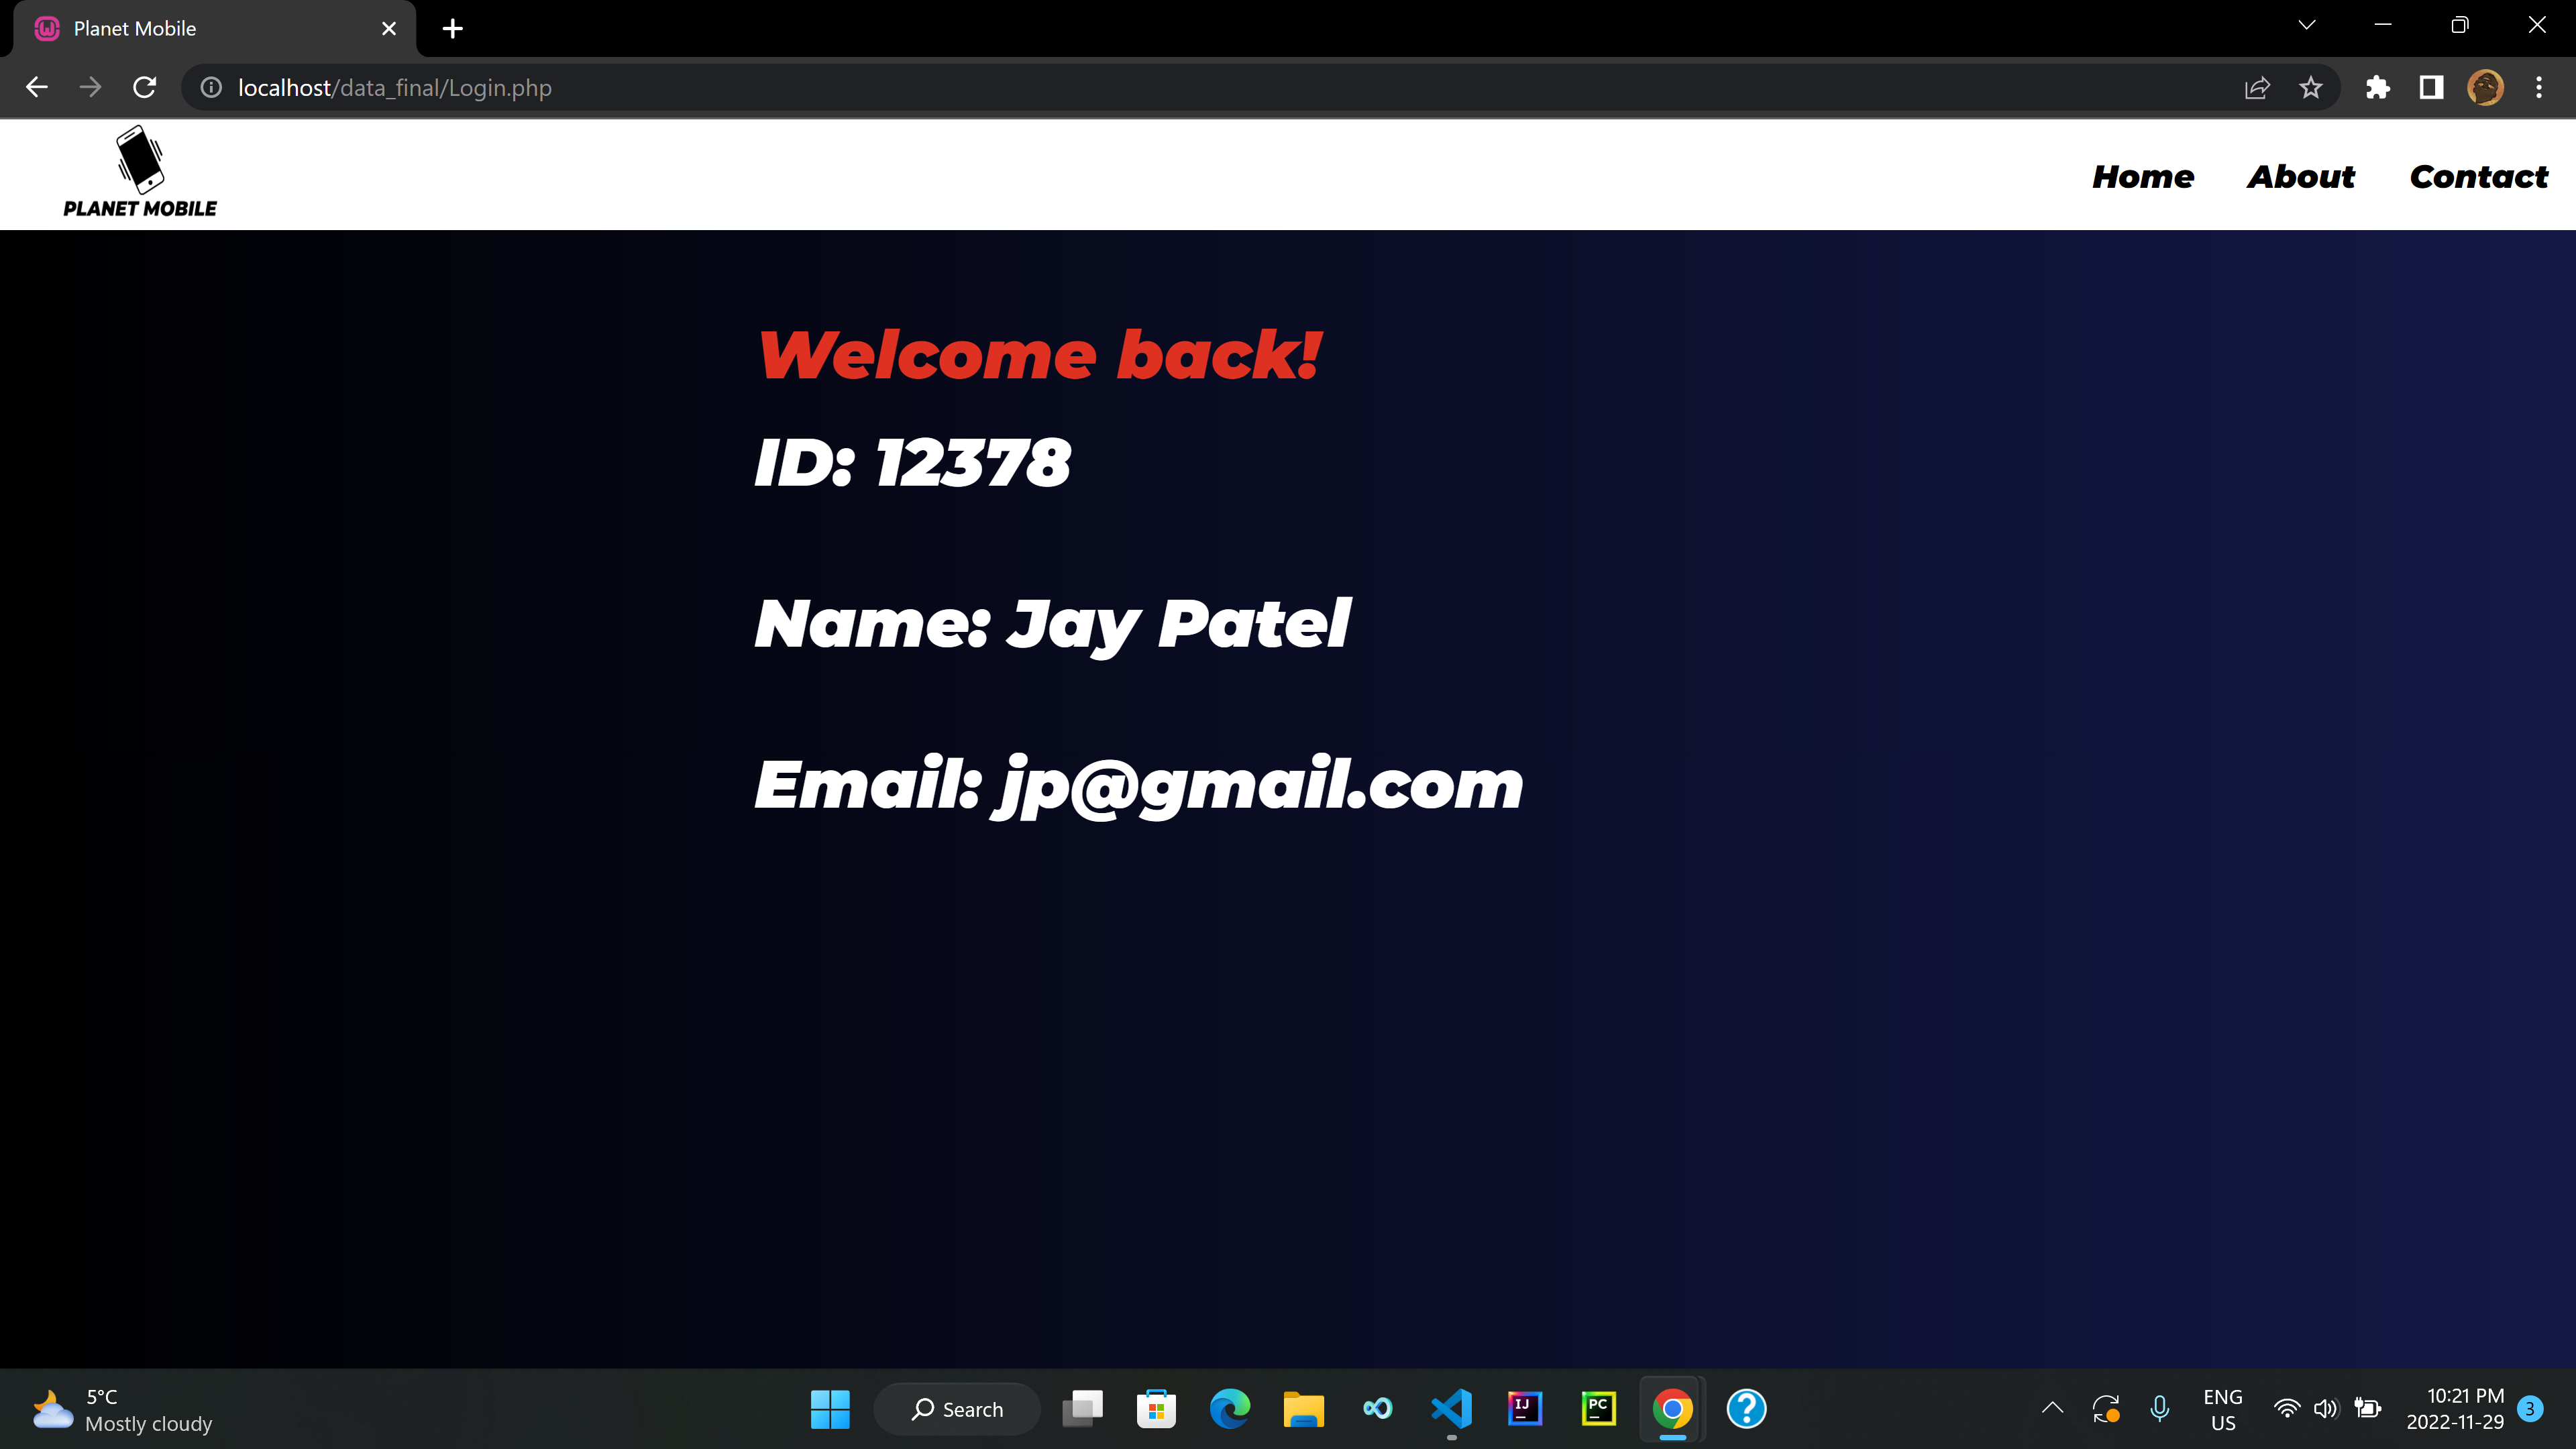 Planet Mobile
localhost/data_final/Login.php
PLANET MOBILE
Home About Contact
Welcome back!
ID: 12378
Name: Jay Patel
Email: jp@gmail.com
5°C
Mostly cloudy
Search
IJ
PC
ENG
US
10:21 PM
2022-11-29
3